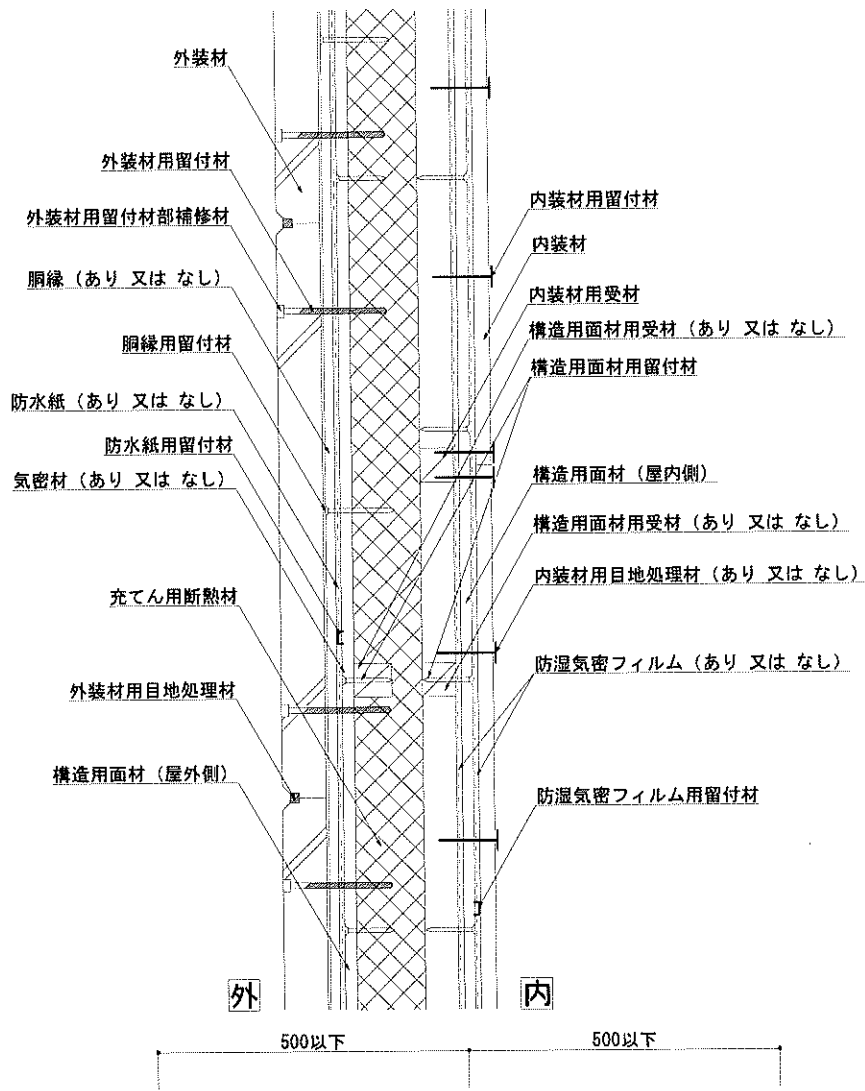 外装材
外装材用留付材
外装材用留付材部補修材
胴縁（あり 又は なし）
胴縁用留付材
防水紙（あり 又は なし）
防水紙用留付材
気密材（あり 又は なし）
充てん用断熱材
外装材用目地処理材
構造用面材（屋外側）
内装材用留付材
内装材
内装材用受材
構造用面材用受材（あり 又は なし）
構造用面材用留付材
構造用面材（屋内側）
構造用面材用受材（あり 又は なし）
内装材用目地処理材（あり 又は なし）
防湿気密フィルム（あり 又は なし）
防湿気密フィルム用留付材
外
内
500以下
500以下